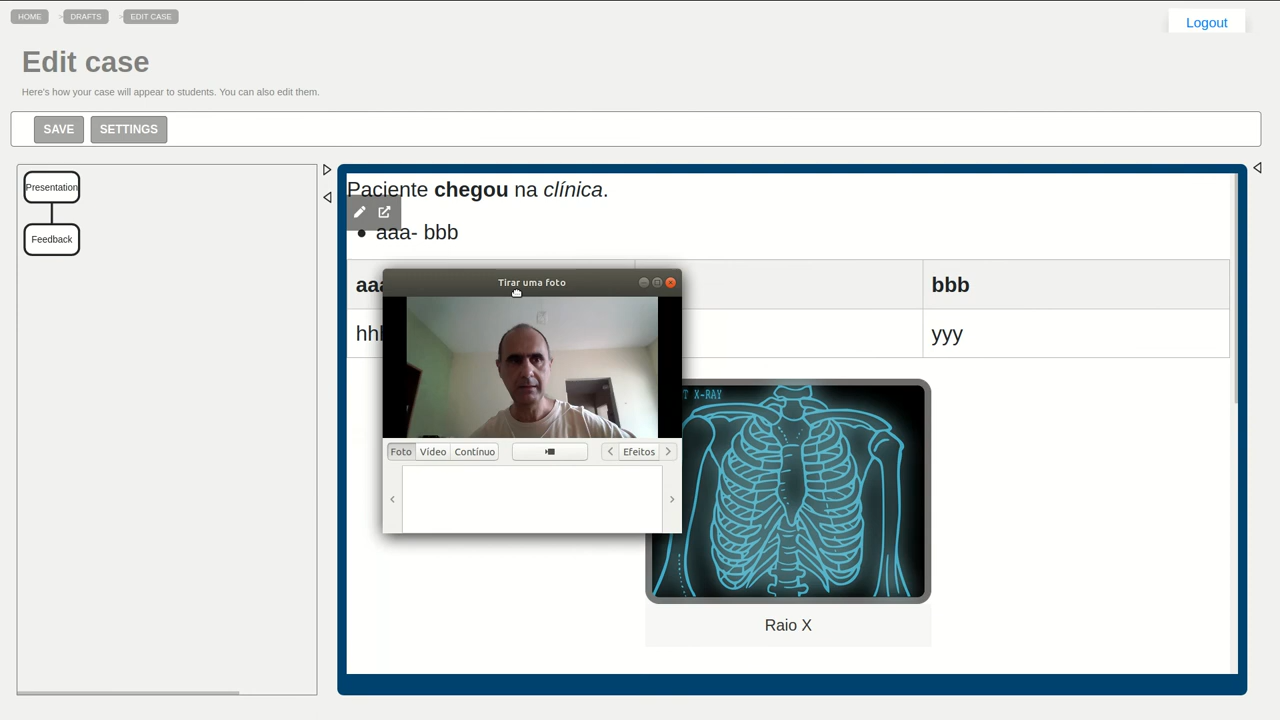 HOME > DRAFTS > EDIT CASE
Logout
Edit case
Here's how your case will appear to students. You can also edit them.
SAVE SETTINGS
Presentation
Feedback
Paciente chegou na clínica.
• aaa- bbb
bbb
yyy
Tirar uma foto
Foto Vídeo Contínuo Efeitos
X-RAY
Raio X